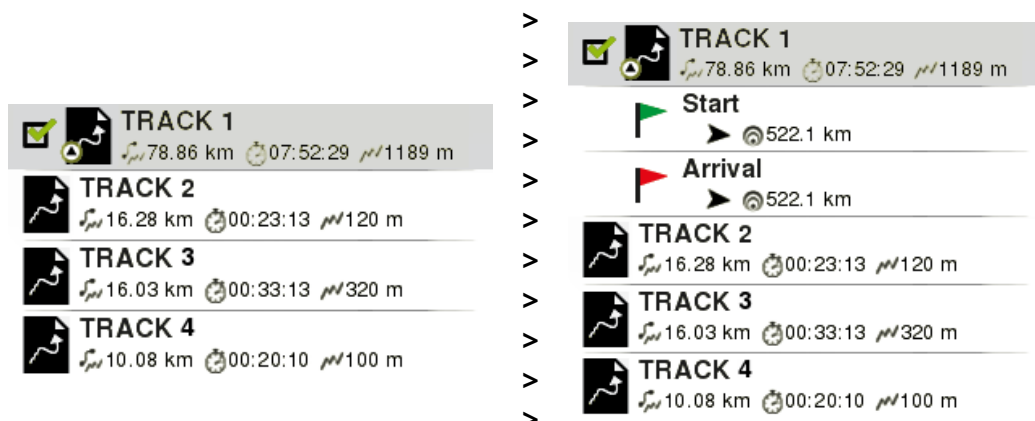 TRACK 1
78.86 km 07:52:29 1189 m
TRACK 2
16.28 km 00:23:13 120 m
TRACK 3
16.03 km 00:33:13 320 m
TRACK 4
10.08 km 00:20:10 100 m
>
>
>
>
>
>
>
>
>
>
>
TRACK 1
78.86 km 07:52:29 1189 m
Start
522.1 km
Arrival
522.1 km
TRACK 2
16.28 km 00:23:13 120 m
TRACK 3
16.03 km 00:33:13 320 m
TRACK 4
10.08 km 00:20:10 100 m